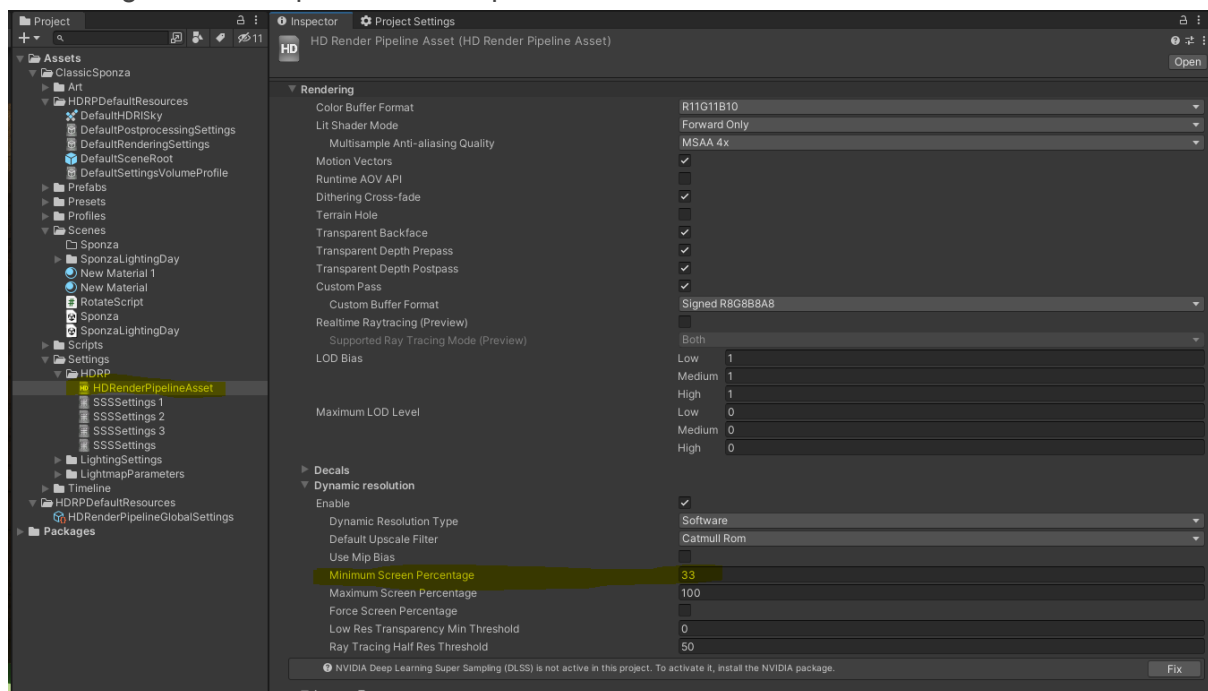 Project
Inspector
Project Settings
11
HD
HD Render Pipeline Asset (HD Render Pipeline Asset)
Open
Assets
ClassicSponza
Art
HDRPDefaultResources
DefaultHDRISky
DefaultPostprocessingSettings
DefaultRenderingSettings
DefaultSceneRoot
DefaultSettingsVolumeProfile
Prefabs
Presets
Profiles
Scenes
Sponza
SponzaLightingDay
New Material 1
New Material
RotateScript
Sponza
SponzaLightingDay
Scripts
Settings
HDRP
HDRenderPipelineAsset
SSSSettings 1
SSSSettings 2
SSSSettings 3
SSSSettings
LightingSettings
LightmapParameters
Timeline
HDRPDefaultResources
HDRenderPipelineGlobalSettings
Packages
Rendering
Color Buffer Format R11G11B10
Lit Shader Mode Forward Only
Multisample Anti-aliasing Quality MSAA 4x
Motion Vectors
Runtime AOV API
Dithering Cross-fade
Terrain Hole
Transparent Backface
Transparent Depth Prepass
Transparent Depth Postpass
Custom Pass
Custom Buffer Format Signed R8G8B8A8
Realtime Raytracing (Preview)
Supported Ray Tracing Mode (Preview) Both
LOD Bias Low 1
Medium 1
High 1
Maximum LOD Level Low 0
Medium 0
High 0
Decals
Dynamic resolution
Enable
Dynamic Resolution Type Software
Default Upscale Filter Catmull Rom
Use Mip Bias
Minimum Screen Percentage 33
Maximum Screen Percentage 100
Force Screen Percentage
Low Res Transparency Min Threshold 0
Ray Tracing Half Res Threshold 50
NVIDIA Deep Learning Super Sampling (DLSS) is not active in this project. To activate it, install the NVIDIA package. Fix